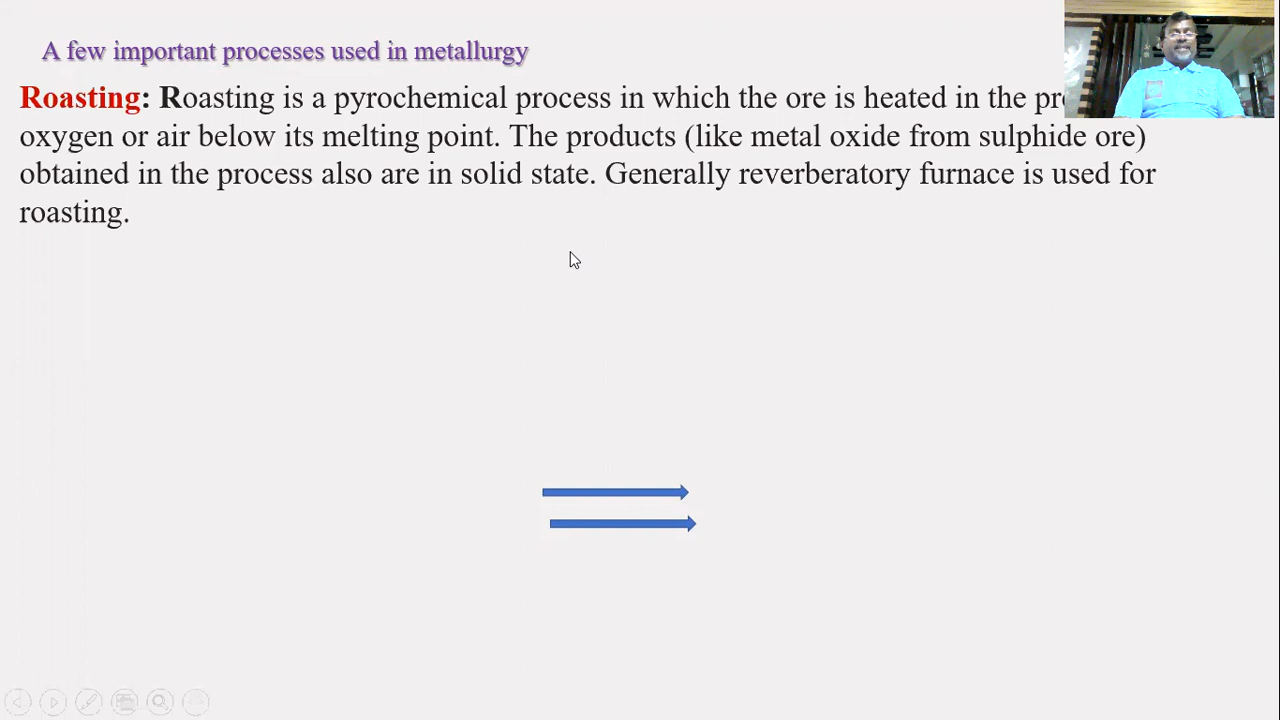 A few important processes used in metallurgy
Roasting: Roasting is a pyrochemical process in which the ore is heated in the
oxygen or air below its melting point. The products (like metal oxide from sulphide ore)
obtained in the process also are in solid state. Generally reverberatory furnace is used for
roasting.